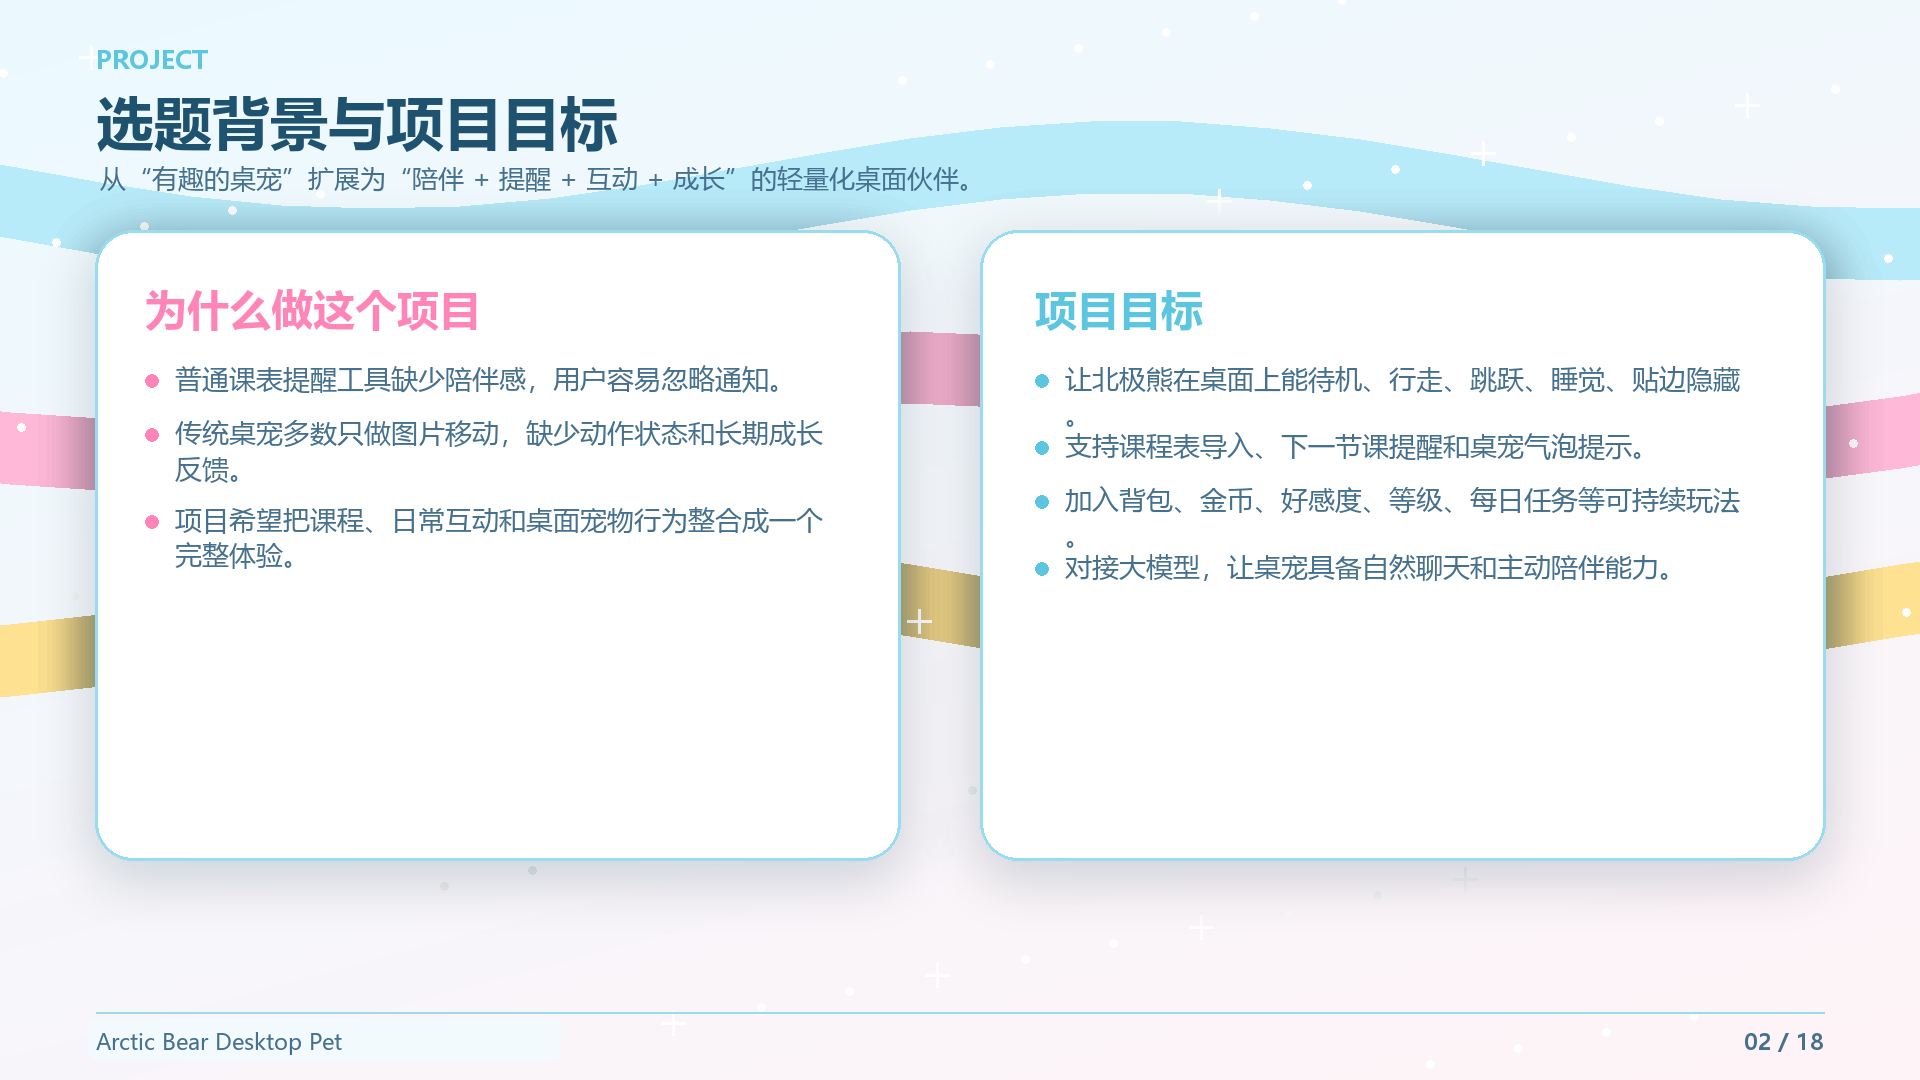 PROJECT
选题背景与项目目标
从“有趣的桌宠”扩展为“陪伴 + 提醒 + 互动 + 成长”的轻量化桌面伙伴。
为什么做这个项目
普通课表提醒工具缺少陪伴感，用户容易忽略通知。
传统桌宠多数只做图片移动，缺少动作状态和长期成长
反馈。
项目希望把课程、日常互动和桌面宠物行为整合成一个
完整体验。
项目目标
让北极熊在桌面上能待机、行走、跳跃、睡觉、贴边隐藏
。
支持课程表导入、下一节课提醒和桌宠气泡提示。
加入背包、金币、好感度、等级、每日任务等可持续玩法
。
对接大模型，让桌宠具备自然聊天和主动陪伴能力。
Arctic Bear Desktop Pet
02 / 18